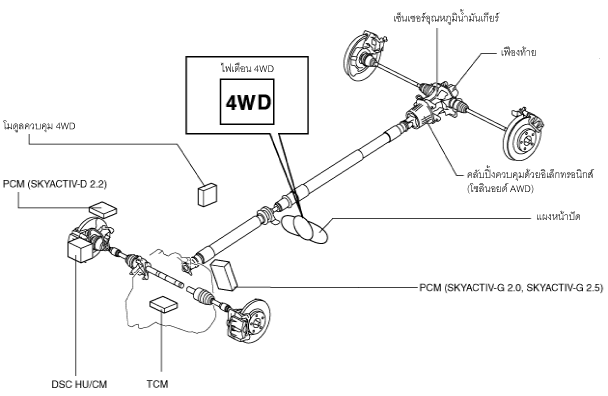 เซ็นเซอร์อุณหภูมิน้ำมันเกียร์
เฟืองท้าย
ไฟเตือน 4WD
4WD
โมดูลควบคุม 4WD
PCM (SKYACTIV-D 2.2)
คลัปปิ้งควบคุมด้วยอิเล็กทรอนิกส์
(โซลินอยด์ AWD)
แผงหน้าปัด
PCM (SKYACTIV-G 2.0, SKYACTIV-G 2.5)
DSC HU/CM
TCM